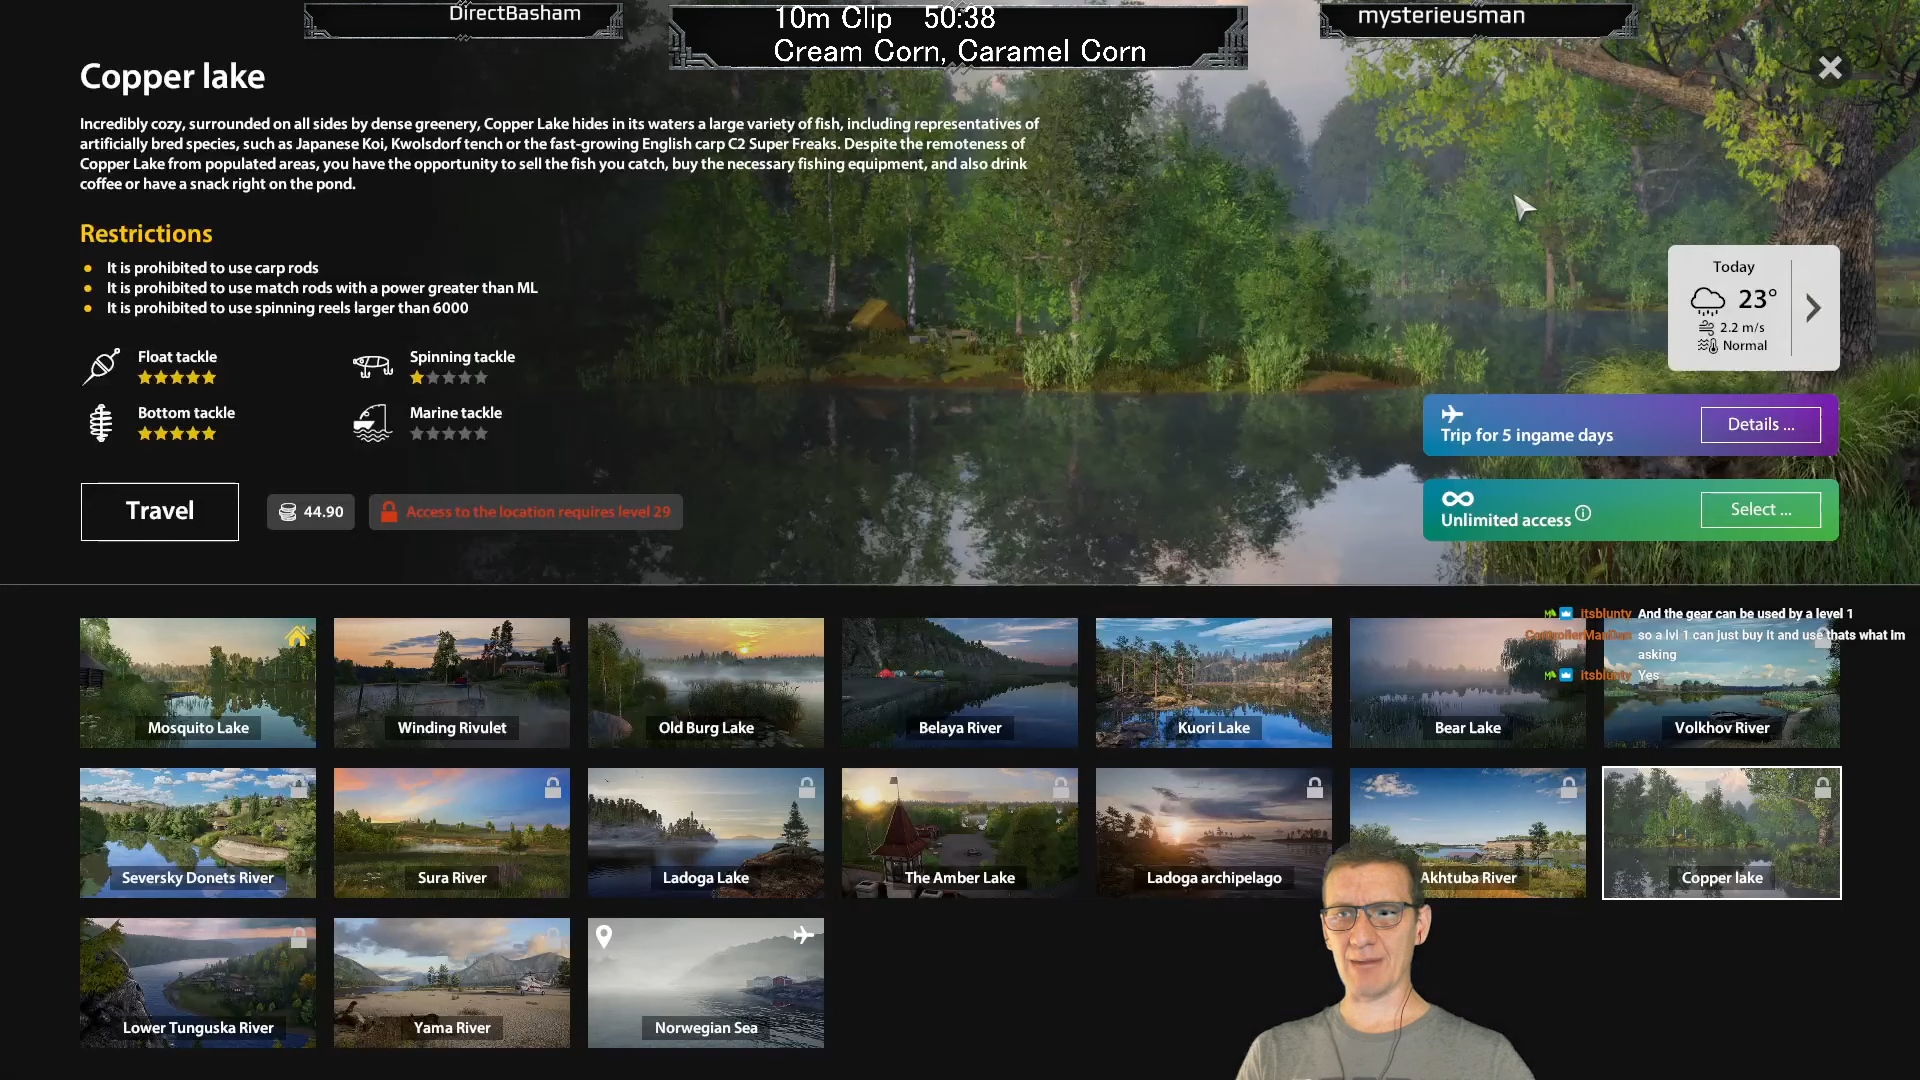 DirectBasham
10m Clip 50:38
Cream Corn, Caramel Corn
mysterieusman
Copper lake
Incredibly cozy, surrounded on all sides by dense greenery, Copper Lake hides in its waters a large variety of fish, including representatives of
artificially bred species, such as Japanese Koi, Kwolsdorf tench or the fast-growing English carp C2 Super Freaks. Despite the remoteness of
Copper Lake from populated areas, you have the opportunity to sell the fish you catch, buy the necessary fishing equipment, and also drink
coffee or have a snack right on the pond.
Restrictions
It is prohibited to use carp rods
It is prohibited to use match rods with a power greater than ML
It is prohibited to use spinning reels larger than 6000
Float tackle
Spinning tackle
Bottom tackle
Marine tackle
Travel
44.90
Access to the location requires level 29
Today
23°
2.2 m/s
Normal
Trip for 5 ingame days
Details ...
Unlimited access
Select ...
itsblunty And the gear can be used by a level 1
so a lvl 1 can just buy it and use thats what im
asking
itsblunty Yes
Mosquito Lake
Winding Rivulet
Old Burg Lake
Belaya River
Kuori Lake
Bear Lake
Volkhov River
Seversky Donets River
Sura River
Ladoga Lake
The Amber Lake
Ladoga archipelago
Akhtuba River
Copper lake
Lower Tunguska River
Yama River
Norwegian Sea